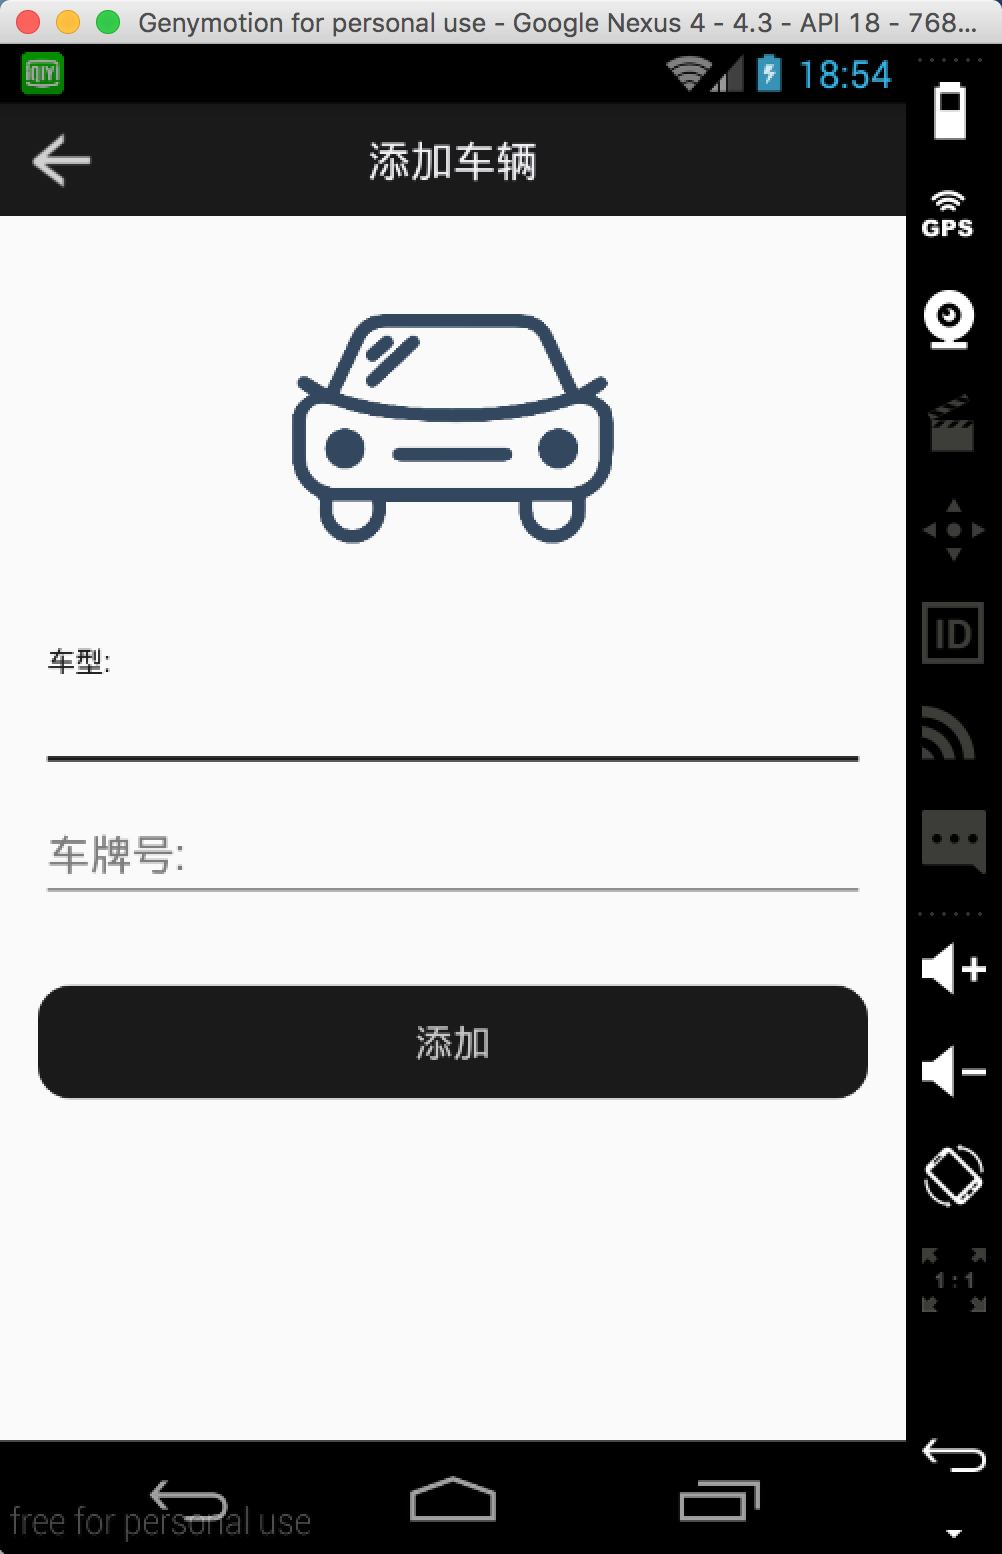 Genymotion for personal use - Google Nexus 4 - 4.3 - API 18 - 768...
QIY
18:54
添加车辆
GPS
车型:
ID
车牌号:
添加
1:1
free for personal use